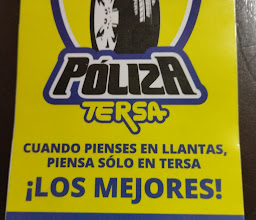 PÓLIZA
TERSA
CUANDO PIENSES EN LLANTAS,
PIENSA SÓLO EN TERSA
¡LOS MEJORES!